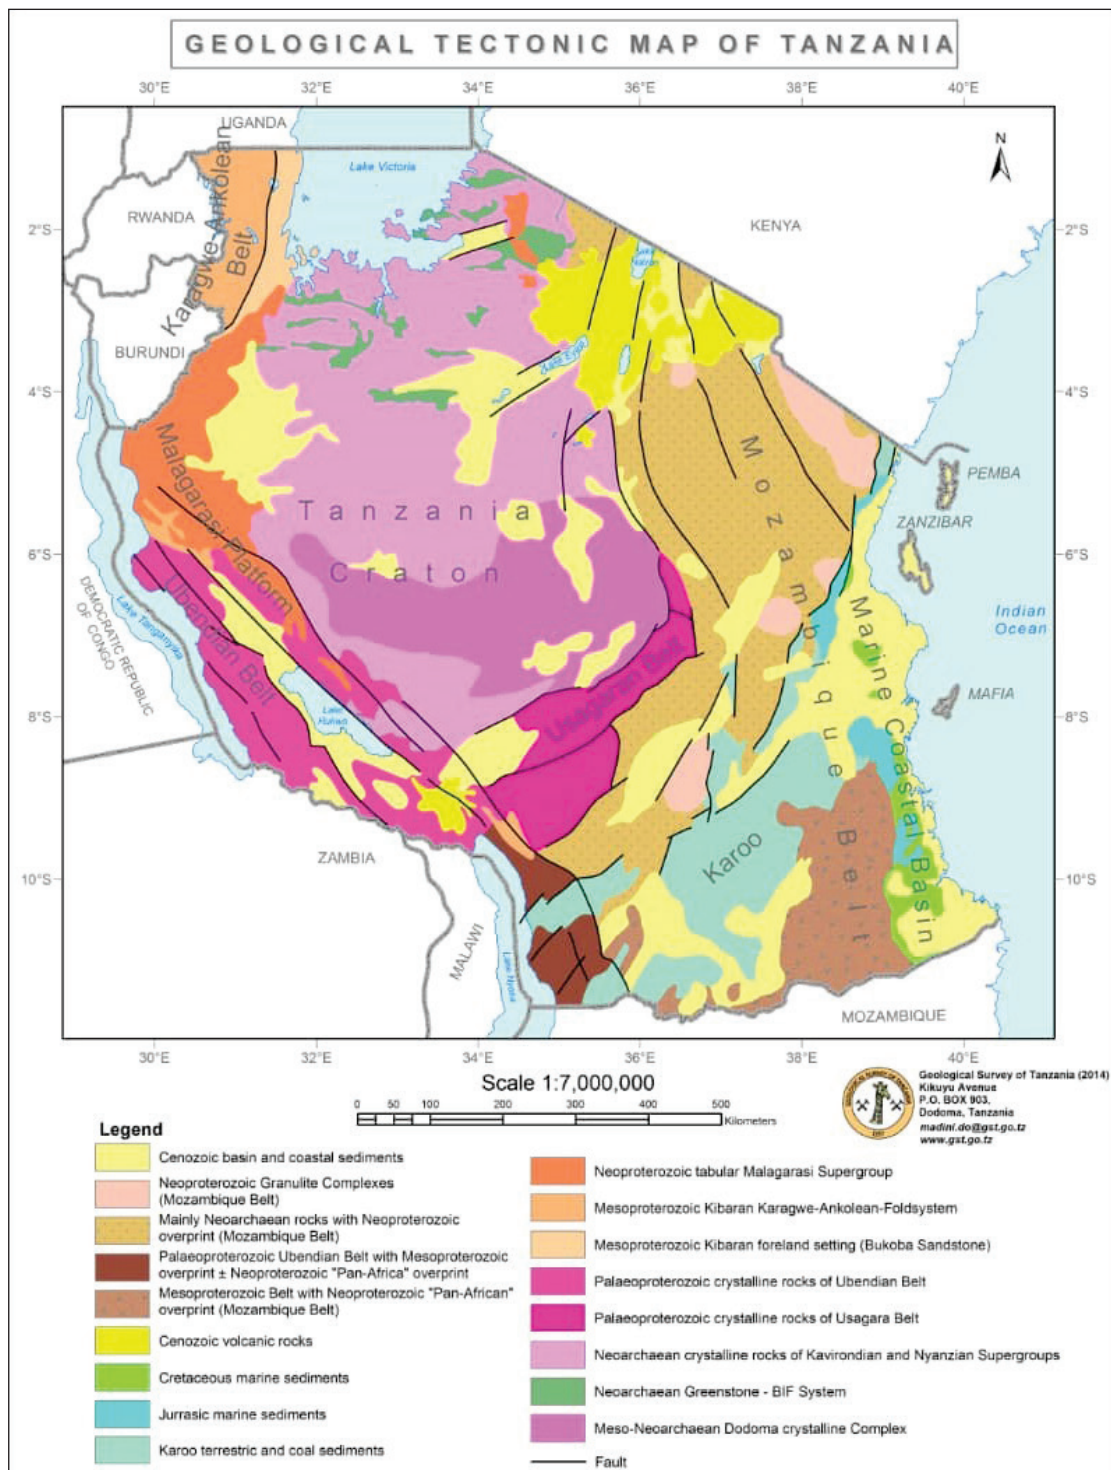 GEOLOGICAL TECTONIC MAP OF TANZANIA
30°E 32°E 34°E 36°E 38°E 40°E
UGANDA
Lake Victoria
N
RWANDA
KENYA
2°S 2°S
Karagwe-Ankolean
Belt
BURUNDI
Lake Eyasi
4°S 4°S
Malagarasi Platform
Mozambique
Belt
PEMBA
ZANZIBAR
Tanzania
Craton
6°S 6°S
DEMOCRATIC REPUBLIC
OF CONGO
Lake Tanganyika
Ubendian Belt
Indian
Ocean
Usagaran Belt
Marine Coastal Basin
MAFIA
Lake
Rukwa
8°S 8°S
ZAMBIA
Karoo
10°S 10°S
MALAWI
Lake Nyasa
MOZAMBIQUE
30°E 32°E 34°E 36°E 38°E 40°E
Scale 1:7,000,000
0 50 100 200 300 400 500
Kilometers
GEOLOGICAL SURVEY OF TANZANIA
Geological Survey of Tanzania (2014)
Kikuyu Avenue
P.O. BOX 903,
Dodoma, Tanzania
madini.do@gst.go.tz
www.gst.go.tz
Legend
Cenozoic basin and coastal sediments
Neoproterozoic Granulite Complexes
(Mozambique Belt)
Mainly Neoarchaean rocks with Neoproterozoic
overprint (Mozambique Belt)
Palaeoproterozoic Ubendian Belt with Mesoproterozoic
overprint ± Neoproterozoic "Pan-Africa" overprint
Mesoproterozoic Belt with Neoproterozoic "Pan-African"
overprint (Mozambique Belt)
Cenozoic volcanic rocks
Cretaceous marine sediments
Jurrasic marine sediments
Karoo terrestric and coal sediments
Neoproterozoic tabular Malagarasi Supergroup
Mesoproterozoic Kibaran Karagwe-Ankolean-Foldsystem
Mesoproterozoic Kibaran foreland setting (Bukoba Sandstone)
Palaeoproterozoic crystalline rocks of Ubendian Belt
Palaeoproterozoic crystalline rocks of Usagara Belt
Neoarchaean crystalline rocks of Kavirondian and Nyanzian Supergroups
Neoarchaean Greenstone - BIF System
Meso-Neoarchaean Dodoma crystalline Complex
Fault